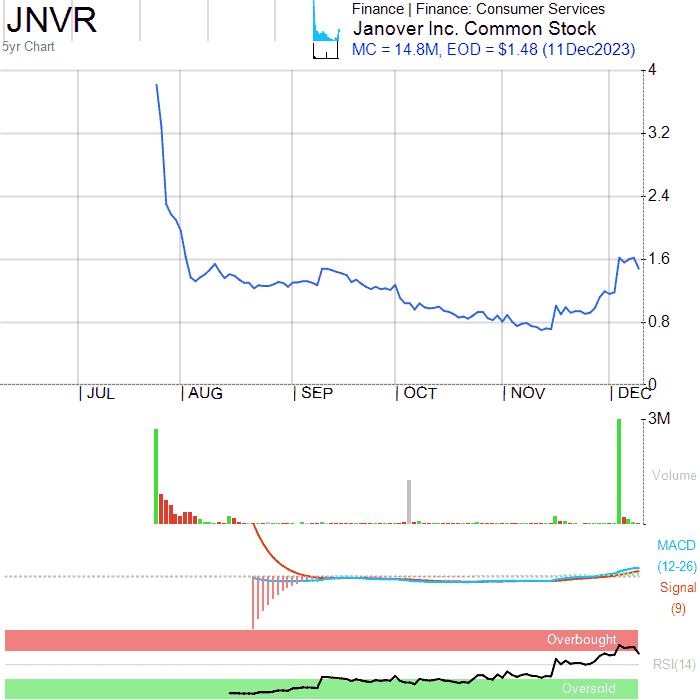 JNVR
5yr Chart
Finance | Finance: Consumer Services
Janover Inc. Common Stock
MC = 14.8M, EOD = $1.48 (11Dec2023)
4
3.2
2.4
1.6
0.8
0
| JUL | AUG | SEP | OCT | NOV | DEC
3M
Volume
MACD
(12-26)
Signal
(9)
Overbought
RSI(14)
Oversold